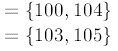 = {100, 104}
= {103, 105}